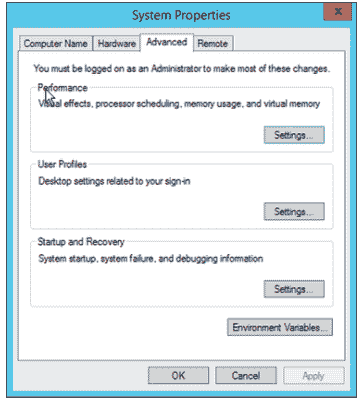 System Properties
x
Computer Name Hardware Advanced Remote
You must be logged on as an Administrator to make most of these changes.
Performance
Visual effects, processor scheduling, memory usage, and virtual memory
Settings...
User Profiles
Desktop settings related to your sign-in
Settings...
Startup and Recovery
System startup, system failure, and debugging information
Settings...
Environment Variables...
OK Cancel Apply